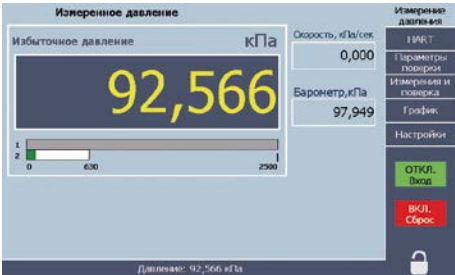 Измеренное давление
Избыточное давление кПа
92,566
1
2
0 630 2500
Скорость, кПа/сек
0,000
Барометр,кПа
97,949
Измерение
давления
HART
Параметры
поверки
Измерения и
поверка
График
Настройки
ОТКЛ.
Вход
ВКЛ.
Сброс
Давление: 92,566 кПа